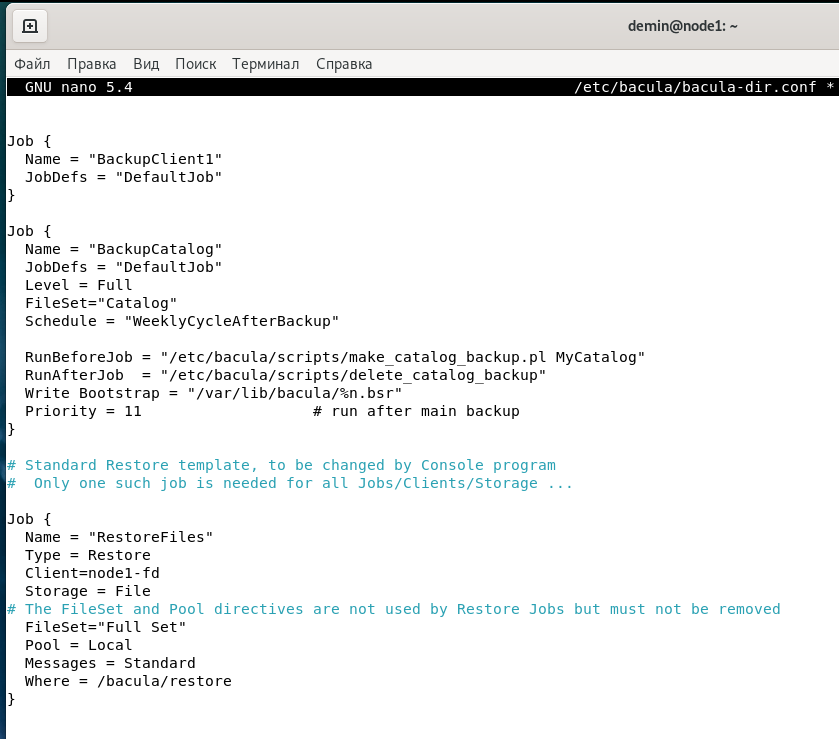 demin@node1: ~
Файл Правка Вид Поиск Терминал Справка
GNU nano 5.4 /etc/bacula/bacula-dir.conf *
Job {
  Name = "BackupClient1"
  JobDefs = "DefaultJob"
}
Job {
  Name = "BackupCatalog"
  JobDefs = "DefaultJob"
  Level = Full
  FileSet="Catalog"
  Schedule = "WeeklyCycleAfterBackup"
  RunBeforeJob = "/etc/bacula/scripts/make_catalog_backup.pl MyCatalog"
  RunAfterJob  = "/etc/bacula/scripts/delete_catalog_backup"
  Write Bootstrap = "/var/lib/bacula/%n.bsr"
  Priority = 11                   # run after main backup
}
# Standard Restore template, to be changed by Console program
#  Only one such job is needed for all Jobs/Clients/Storage ...
Job {
  Name = "RestoreFiles"
  Type = Restore
  Client=node1-fd
  Storage = File
# The FileSet and Pool directives are not used by Restore Jobs but must not be removed
  FileSet="Full Set"
  Pool = Local
  Messages = Standard
  Where = /bacula/restore
}